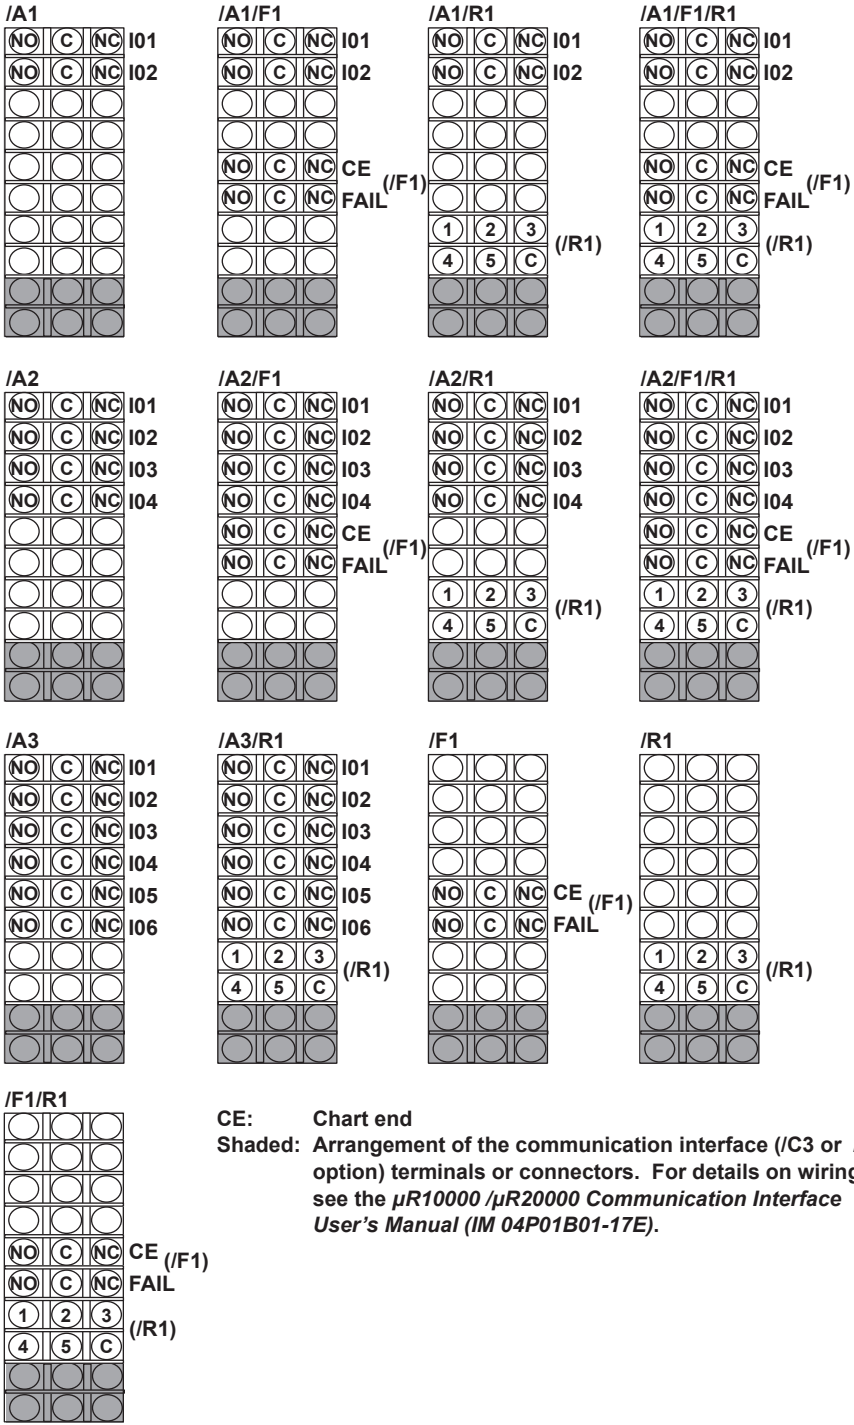 /A1 /A1/F1 /A1/R1 /A1/F1/R1
NO C NC I01 NO C NC I01 NO C NC I01 NO C NC I01
NO C NC I02 NO C NC I02 NO C NC I02 NO C NC I02
NO C NC CE NO C NC CE
(/F1) (/F1)
NO C NC FAIL NO C NC FAIL
1 2 3 1 2 3
(/R1) (/R1)
4 5 C 4 5 C
/A2 /A2/F1 /A2/R1 /A2/F1/R1
NO C NC I01 NO C NC I01 NO C NC I01 NO C NC I01
NO C NC I02 NO C NC I02 NO C NC I02 NO C NC I02
NO C NC I03 NO C NC I03 NO C NC I03 NO C NC I03
NO C NC I04 NO C NC I04 NO C NC I04 NO C NC I04
NO C NC CE NO C NC CE
(/F1) (/F1)
NO C NC FAIL NO C NC FAIL
1 2 3 1 2 3
(/R1) (/R1)
4 5 C 4 5 C
/A3 /A3/R1 /F1 /R1
NO C NC I01 NO C NC I01
NO C NC I02 NO C NC I02
NO C NC I03 NO C NC I03
NO C NC I04 NO C NC I04
NO C NC I05 NO C NC I05 NO C NC CE
(/F1)
NO C NC I06 NO C NC I06 NO C NC FAIL
1 2 3 1 2 3
(/R1) (/R1)
4 5 C 4 5 C
/F1/R1
NO C NC CE
(/F1)
NO C NC FAIL
1 2 3
(/R1)
4 5 C
CE: Chart end
Shaded: Arrangement of the communication interface (/C3 or
option) terminals or connectors. For details on wiring
see the µR10000 /µR20000 Communication Interface
User's Manual (IM 04P01B01-17E).